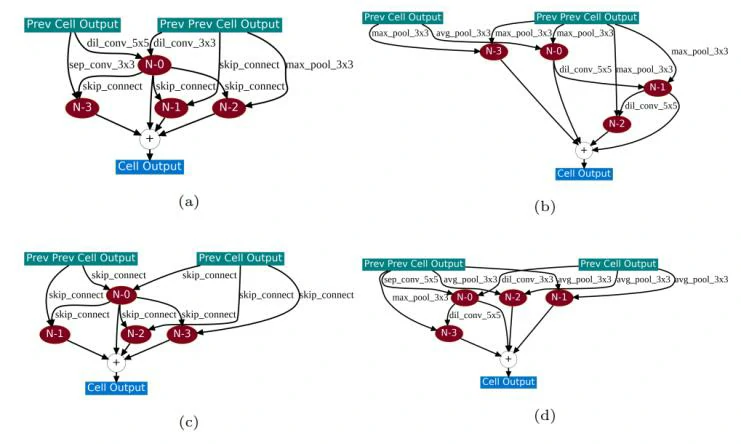 Prev Cell Output Prev Prev Cell Output
dil_conv_5x5 dil_conv_3x3
sep_conv_3x3 N-0 skip_connect max_pool_3x3
skip_connect skip_connect skip_connect
N-3 N-1 N-2
+
Cell Output
(a)
Prev Cell Output Prev Prev Cell Output
max_pool_3x3 avg_pool_3x3 max_pool_3x3 max_pool_3x3
N-3 N-0 max_pool_3x3
dil_conv_5x5 max_pool_3x3
N-1
dil_conv_5x5
N-2
+
Cell Output
(b)
Prev Prev Cell Output Prev Cell Output
skip_connect skip_connect
skip_connect N-0 skip_connect skip_connect
skip_connect skip_connect skip_connect
N-1 N-2 N-3
+
Cell Output
(c)
Prev Prev Cell Output Prev Cell Output
sep_conv_5x5 avg_pool_3x3 dil_conv_3x3 avg_pool_3x3 avg_pool_3x3 avg_pool_3x3
max_pool_3x3 N-0 N-2 N-1
dil_conv_5x5
N-3
+
Cell Output
(d)